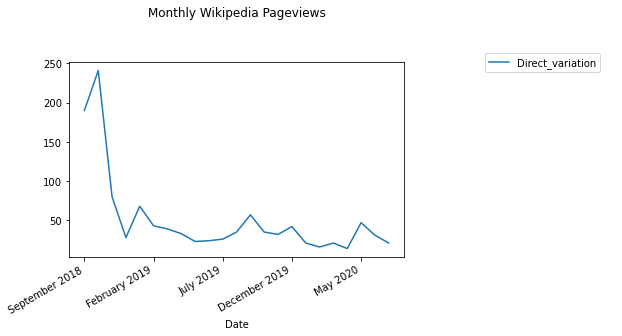 Monthly Wikipedia Pageviews
Direct_variation
250
200
150
100
50
September 2018
February 2019
July 2019
December 2019
May 2020
Date